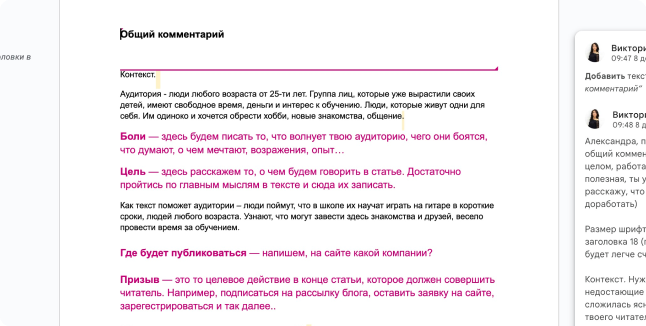 Общий комментарий
Контекст.
Аудитория - люди любого возраста от 25-ти лет. Группа лиц, которые уже вырастили своих
детей, имеют свободное время, деньги и интерес к обучению. Люди, которые живут одни для
себя. Им одиноко и хочется обрести хобби, новые знакомства, общение.
Боли — здесь будем писать то, что волнует твою аудиторию, чего они боятся,
что думают, о чем мечтают, возражения, опыт…
Цель — здесь расскажем то, о чем будем говорить в статье. Достаточно
пройтись по главным мыслям в тексте и сюда их записать.
Как текст поможет аудитории – люди поймут, что в школе их научат играть на гитаре в короткие
сроки, людей любого возраста. Узнают, что могут завести здесь знакомства и друзей, весело
провести время за обучением.
Где будет публиковаться — напишем, на сайте какой компании?
Призыв — это то целевое действие в конце статьи, которое должен совершить
читатель. Например, подписаться на рассылку блога, оставить заявку на сайте,
зарегестрироваться и так далее..
ловки в
Виктори
09:47 8 д
Добавить текст
комментарий"
Виктори
09:48 8 д
Александра, п
общий коммен
целом, работа
полезная, ты у
расскажу, что
доработать)
Размер шрифт
заголовка 18 (
будет легче сч
Контекст. Нуж
недостающие
сложилась ясн
твоего читател